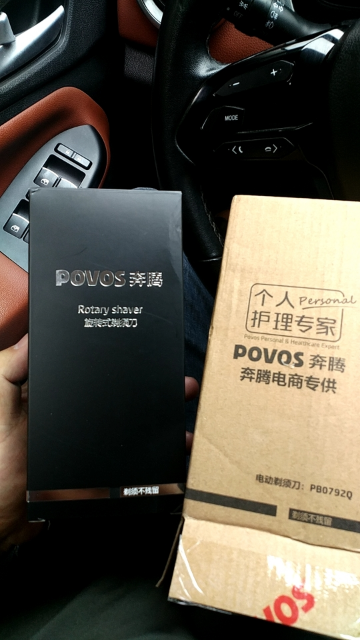 MODE
POVOS 奔腾
Rotary shaver
旋转式剃须刀
剃须不残留
个人 Personal
护理专家
Povos Personal & Healthcare Expert
POVOS 奔腾
奔腾电商专供
电动剃须刀：PB0792Q
剃须不残留